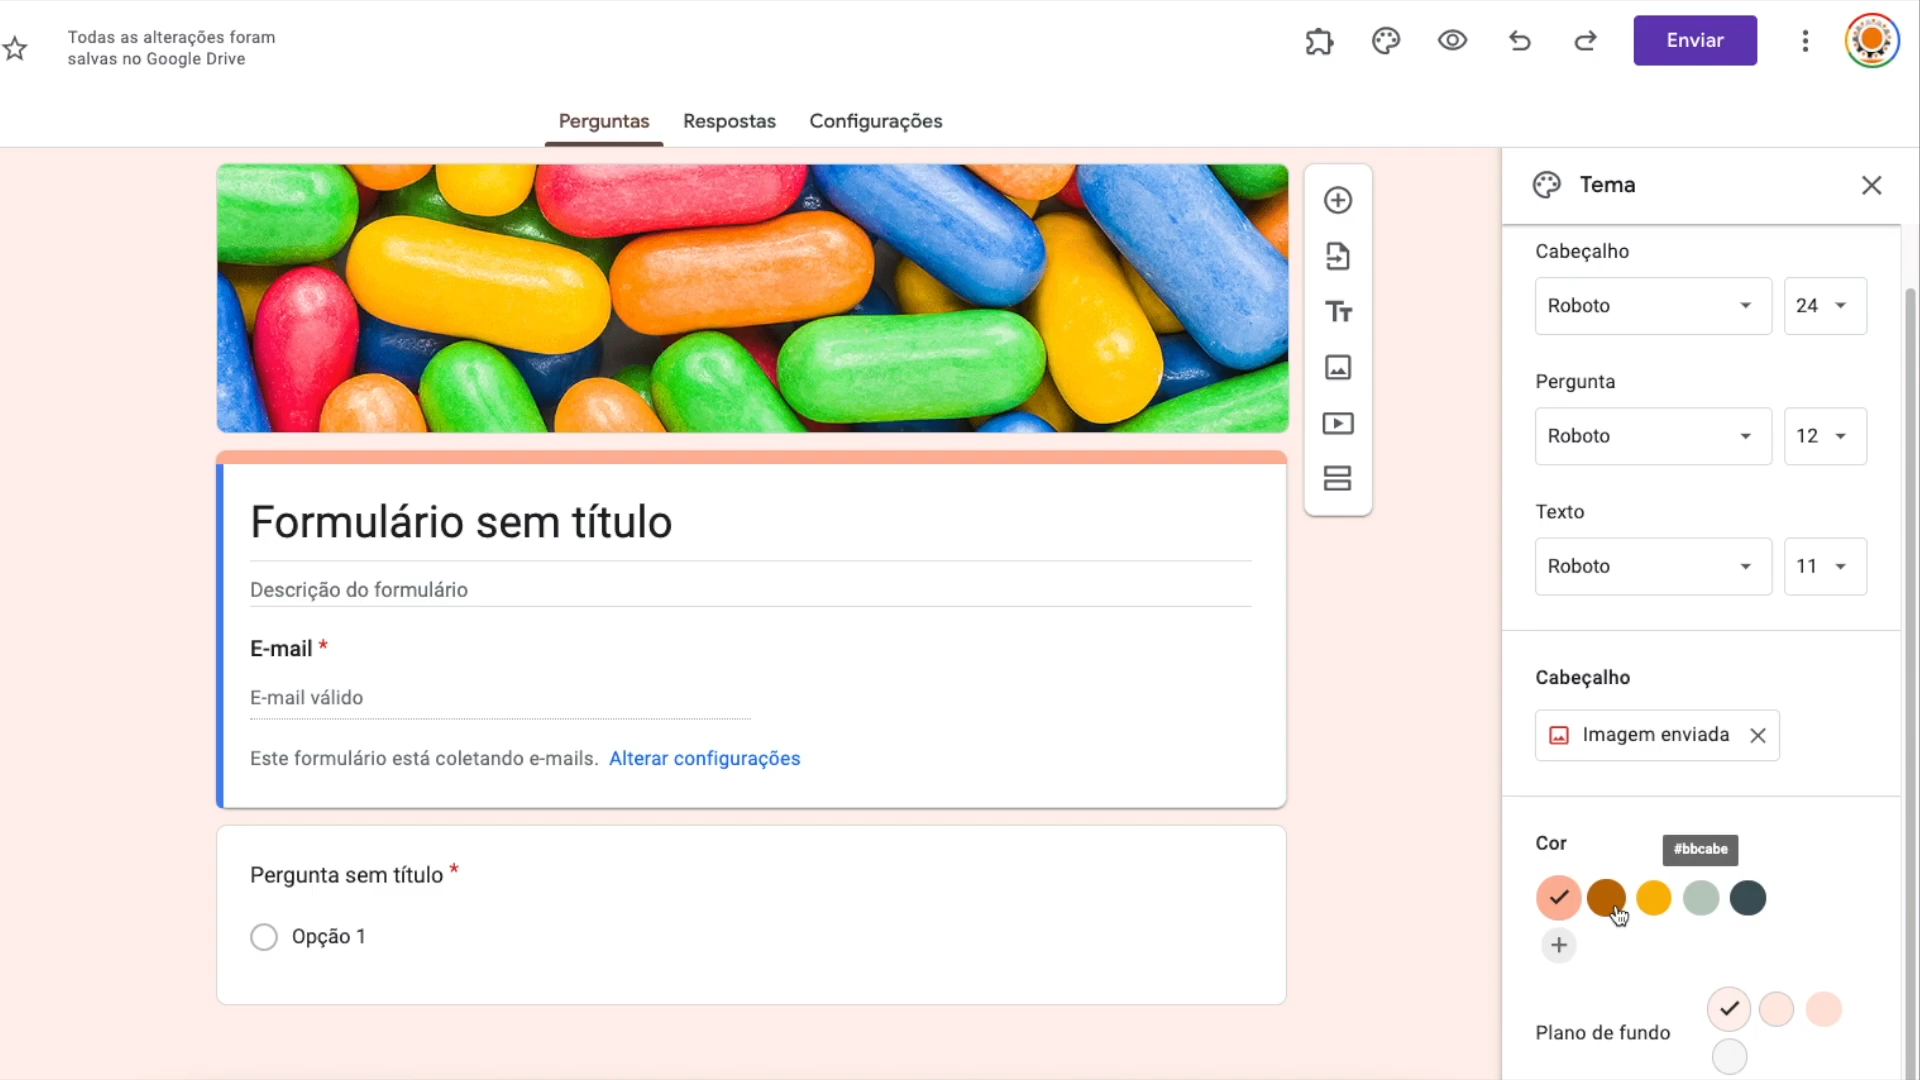 Todas as alterações foram
salvas no Google Drive
Enviar
Perguntas Respostas Configurações
Tema
Cabeçalho
Roboto 24
Pergunta
Roboto 12
Texto
Roboto 11
Cabeçalho
Imagem enviada
Cor
#bbcabe
Plano de fundo
Tт
Formulário sem título
Descrição do formulário
E-mail *
E-mail válido
Este formulário está coletando e-mails. Alterar configurações
Pergunta sem título *
Opção 1